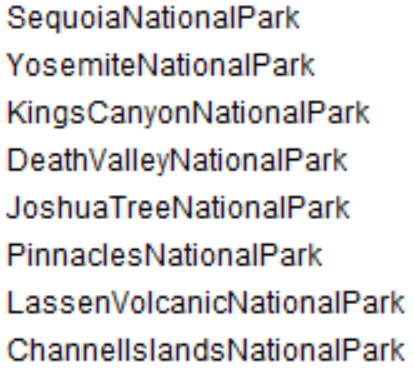 SequoiaNationalPark
YosemiteNationalPark
KingsCanyonNationalPark
DeathValleyNationalPark
JoshuaTreeNationalPark
PinnaclesNationalPark
LassenVolcanicNationalPark
ChannelIslandsNationalPark